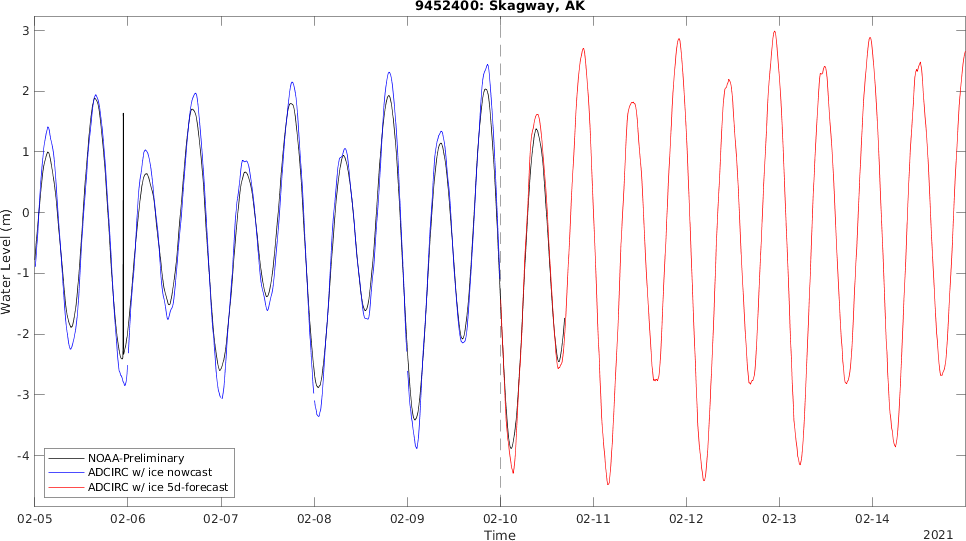 9452400: Skagway, AK
Water Level (m)
3
2
1
0
-1
-2
-3
-4
NOAA-Preliminary
ADCIRC w/ ice nowcast
ADCIRC w/ ice 5d-forecast
02-05 02-06 02-07 02-08 02-09 02-10 02-11 02-12 02-13 02-14
Time
2021